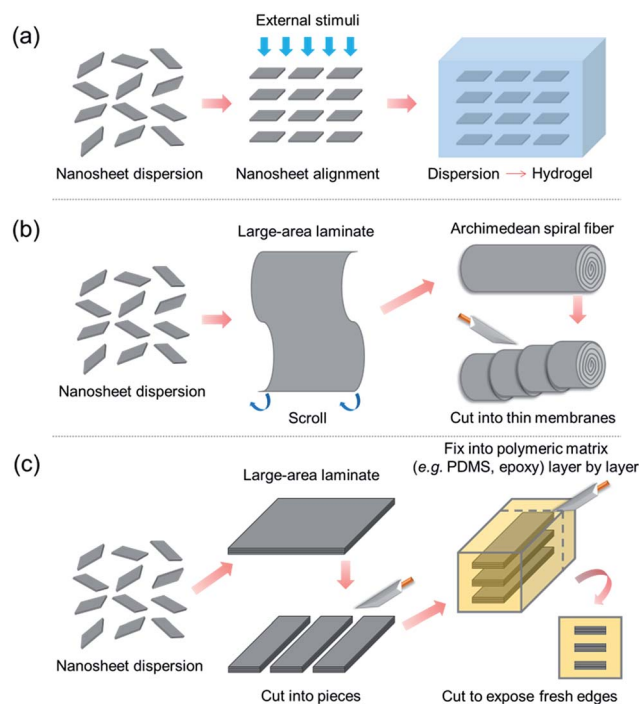 (a)
External stimuli
Nanosheet dispersion
Nanosheet alignment
Dispersion → Hydrogel
(b)
Large-area laminate
Archimedean spiral fiber
Nanosheet dispersion
Scroll
Cut into thin membranes
(c)
Large-area laminate
Fix into polymeric matrix
(e.g. PDMS, epoxy) layer by layer
Nanosheet dispersion
Cut into pieces
Cut to expose fresh edges